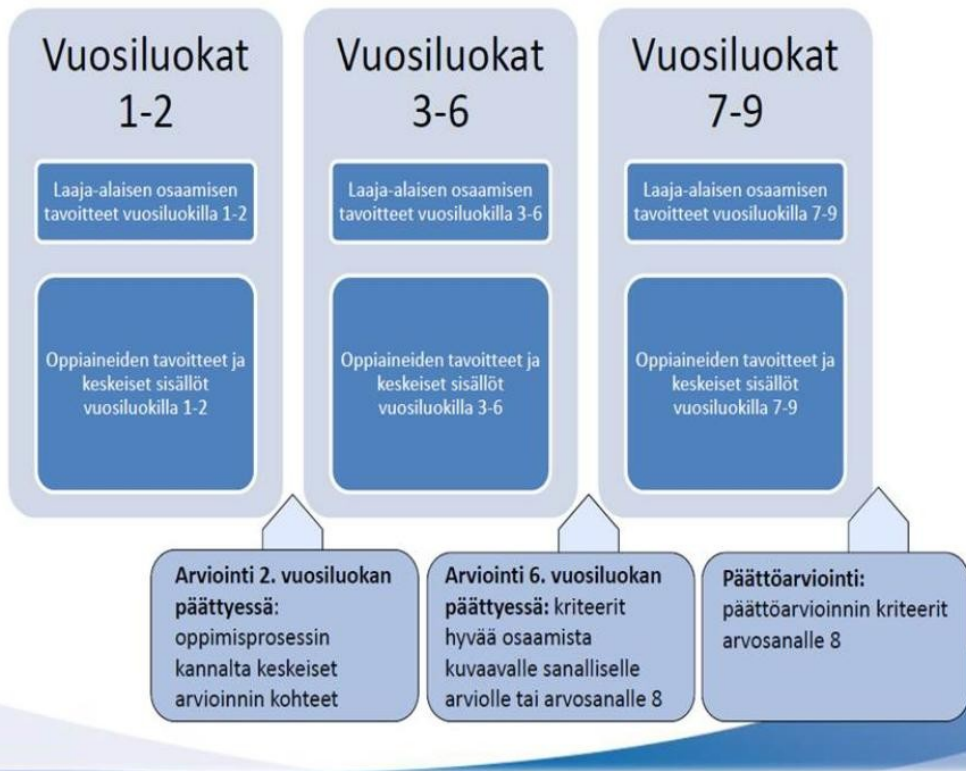 Vuosiluokat
1-2
Laaja-alaisen osaamisen
tavoitteet vuosiluokilla 1-2
Oppiaineiden tavoitteet ja
keskeiset sisällöt
vuosiluokilla 1-2
Vuosiluokat
3-6
Laaja-alaisen osaamisen
tavoitteet vuosiluokilla 3-6
Oppiaineiden tavoitteet ja
keskeiset sisällöt
vuosiluokilla 3-6
Vuosiluokat
7-9
Laaja-alaisen osaamisen
tavoitteet vuosiluokilla 7-9
Oppiaineiden tavoitteet ja
keskeiset sisällöt
vuosiluokilla 7-9
Arviointi 2. vuosiluokan
päättyessä:
oppimisprosessin
kannalta keskeiset
arvioinnin kohteet
Arviointi 6. vuosiluokan
päättyessä: kriteerit
hyvää osaamista
kuvaavalle sanalliselle
arviolle tai arvosanalle 8
Päättöarviointi:
päättöarvioinnin kriteerit
arvosanalle 8